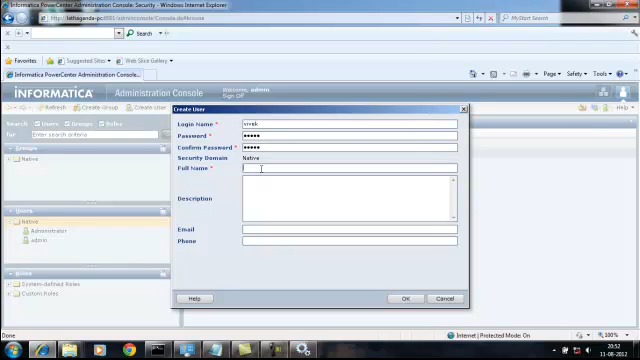 Informatica PowerCenter Administration Console: Security - Windows Internet Explorer
Search
Favorites Suggested Sites Web Slice Gallery
Informatica PowerCenter Administration Console...
Page Safety Tools
INFORMATICA Administration Console
Welcome, admin
Sign Off
Create Group Create User
Search: Users Groups Roles
for Enter search criteria
Groups
Native
Users
Native
Administrator
admin
Roles
System-defined Roles
Custom Roles
Create User
Login Name * vivek
Password * •••••
Confirm Password * •••••
Security Domain Native
Full Name *
Description
Email
Phone
Help OK Cancel
Done
Internet | Protected Mode: On
100%
20:52
11-08-2012